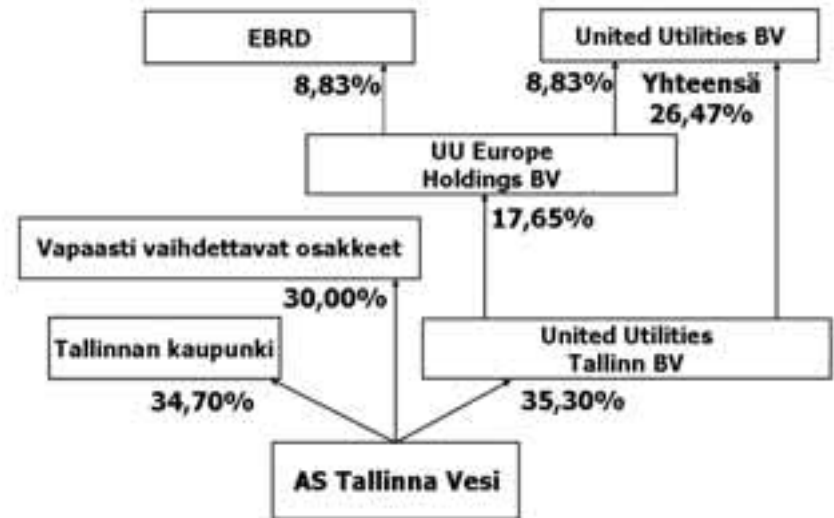 EBRD
United Utilities BV
8,83%
8,83%
Yhteensä
26,47%
UU Europe
Holdings BV
17,65%
Vapaasti vaihdettavat osakkeet
30,00%
Tallinnan kaupunki
United Utilities
Tallinn BV
34,70%
35,30%
AS Tallinna Vesi